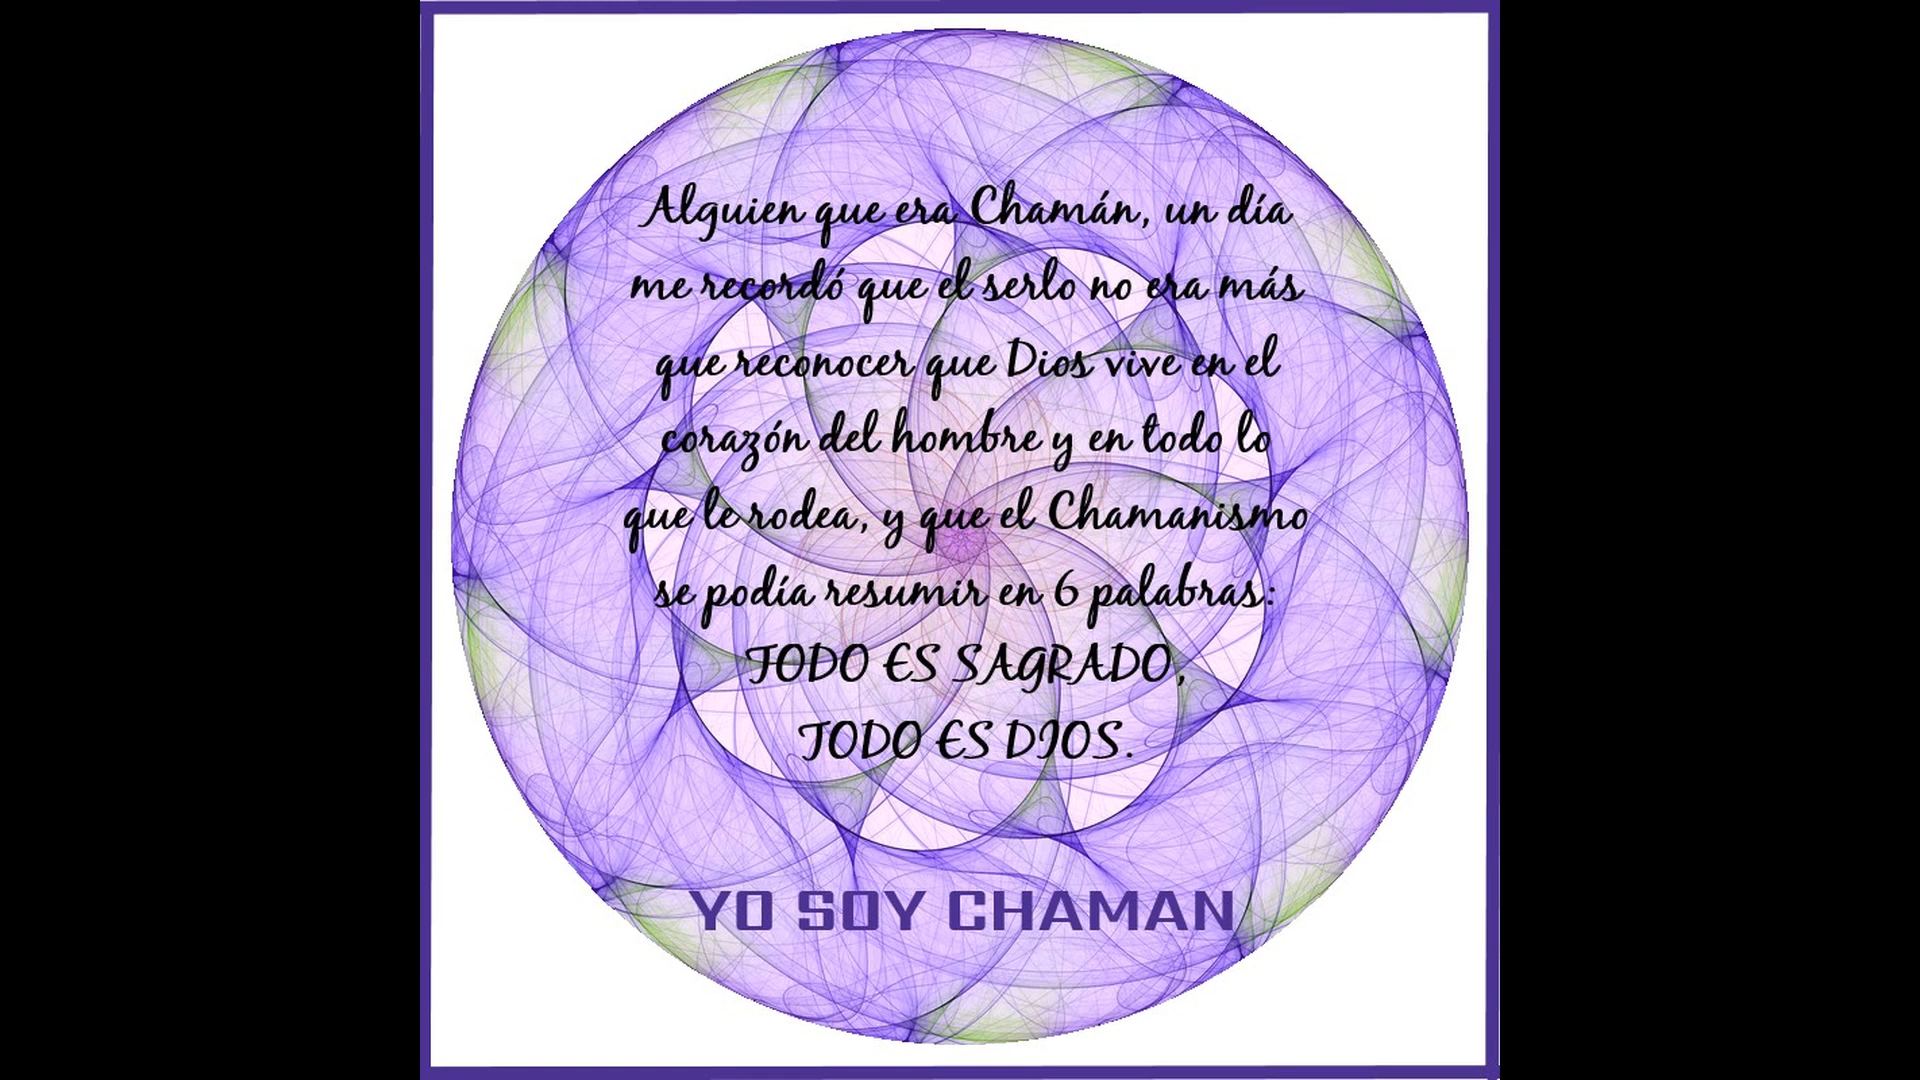 Alguien que era Chamán, un día
me recordó que el serlo no era más
que reconocer que Dios vive en el
corazón del hombre y en todo lo
que le rodea, y que el Chamanismo
se podía resumir en 6 palabras:
TODO ES SAGRADO,
TODO ES DIOS.
YO SOY CHAMAN